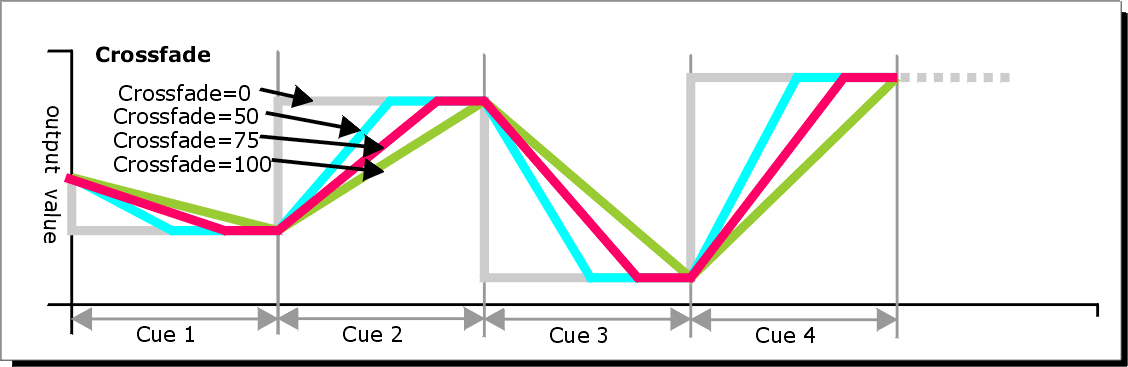 Crossfade
Crossfade=0
Crossfade=50
Crossfade=75
Crossfade=100
output value
Cue 1
Cue 2
Cue 3
Cue 4